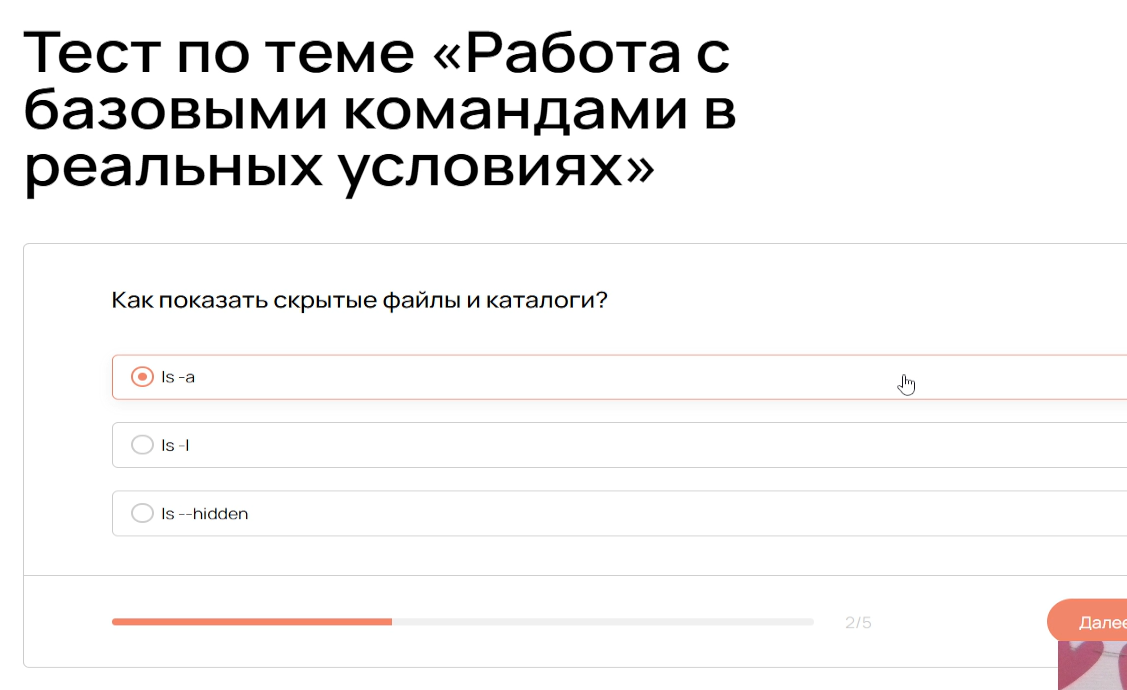 Тест по теме «Работа с
базовыми командами в
реальных условиях»
Как показать скрытые файлы и каталоги?
ls -a
ls -l
ls --hidden
2/5
Далее